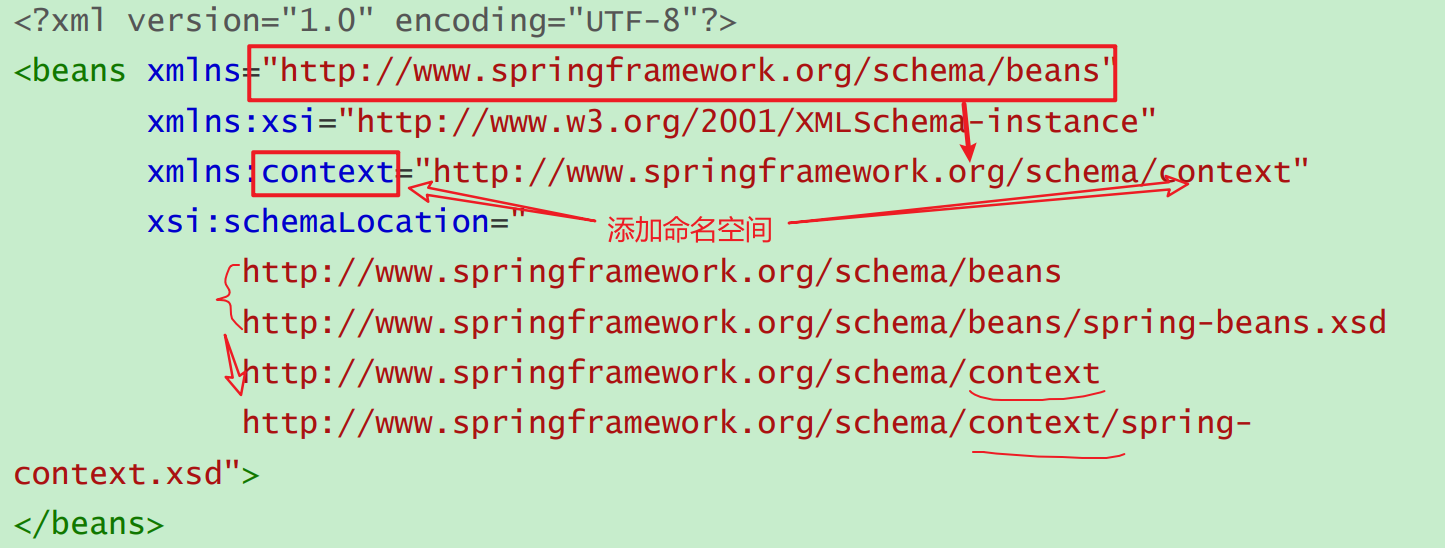 <?xml version="1.0" encoding="UTF-8"?>
<beans xmlns="http://www.springframework.org/schema/beans"
xmlns:xsi="http://www.w3.org/2001/XMLSchema-instance"
xmlns:context="http://www.springframework.org/schema/context"
xsi:schemaLocation="
添加命名空间
http://www.springframework.org/schema/beans
http://www.springframework.org/schema/beans/spring-beans.xsd
http://www.springframework.org/schema/context
http://www.springframework.org/schema/context/spring-
context.xsd">
</beans>